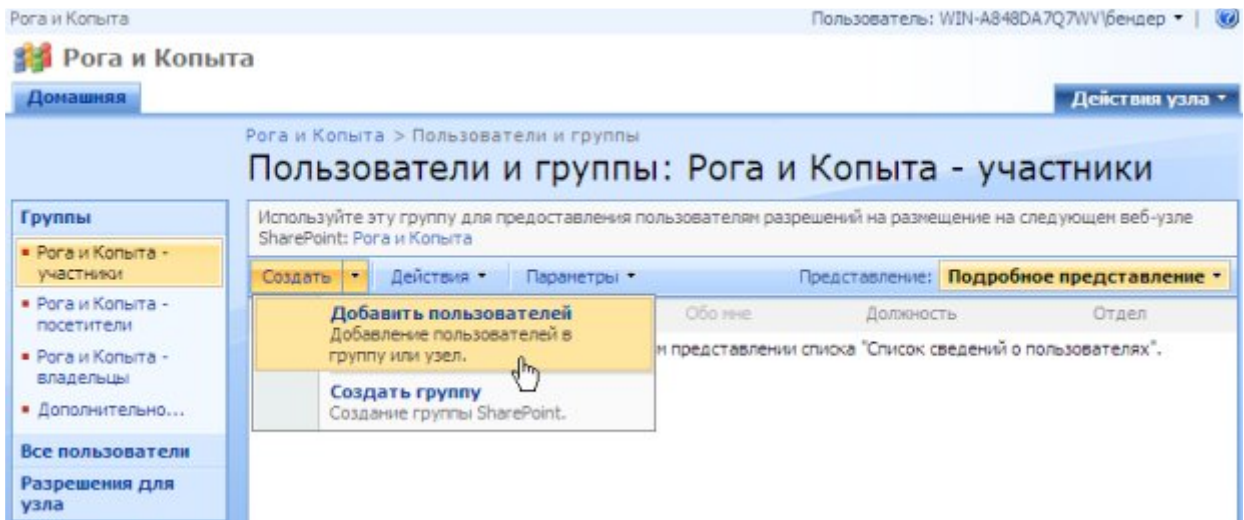 Рога и Копыта
Пользователь: WIN-A848DA7Q7WV\бендер
Рога и Копыта
Домашняя
Действия узла
Рога и Копыта > Пользователи и группы
Пользователи и группы: Рога и Копыта - участники
Группы
Рога и Копыта -
участники
Рога и Копыта -
посетители
Рога и Копыта -
владельцы
Дополнительно...
Все пользователи
Разрешения для
узла
Используйте эту группу для предоставления пользователям разрешений на размещение на следующем веб-узле
SharePoint: Рога и Копыта
Создать Действия Параметры Представление: Подробное представление
Обо мне Должность Отдел
м представлении списка "Список сведений о пользователях".
Добавить пользователей
Добавление пользователей в
группу или узел.
Создать группу
Создание группы SharePoint.